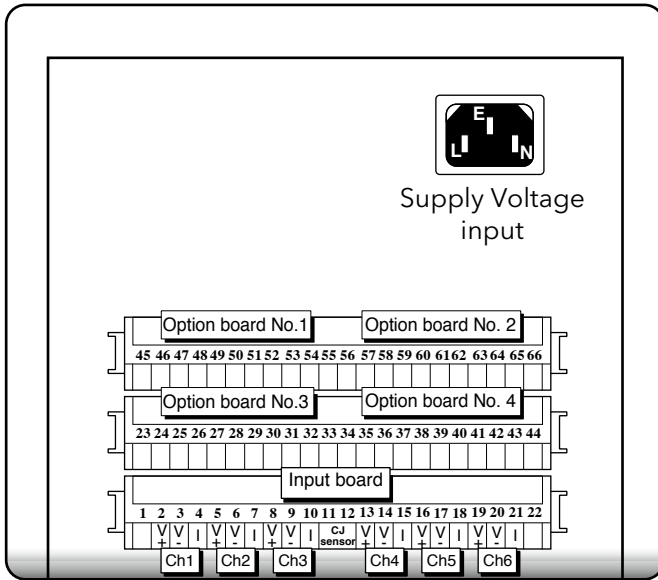 E
L N
Supply Voltage
input
Option board No.1 Option board No. 2
45 46 47 48 49 50 51 52 53 54 55 56 57 58 59 60 61 62 63 64 65 66
Option board No.3 Option board No. 4
23 24 25 26 27 28 29 30 31 32 33 34 35 36 37 38 39 40 41 42 43 44
Input board
1 2 3 4 5 6 7 8 9 10 11 12 13 14 15 16 17 18 19 20 21 22
V V I V V I V V I CJ V V I V V I V V I
+ - + - + - sensor + - + - + -
Ch1 Ch2 Ch3 Ch4 Ch5 Ch6